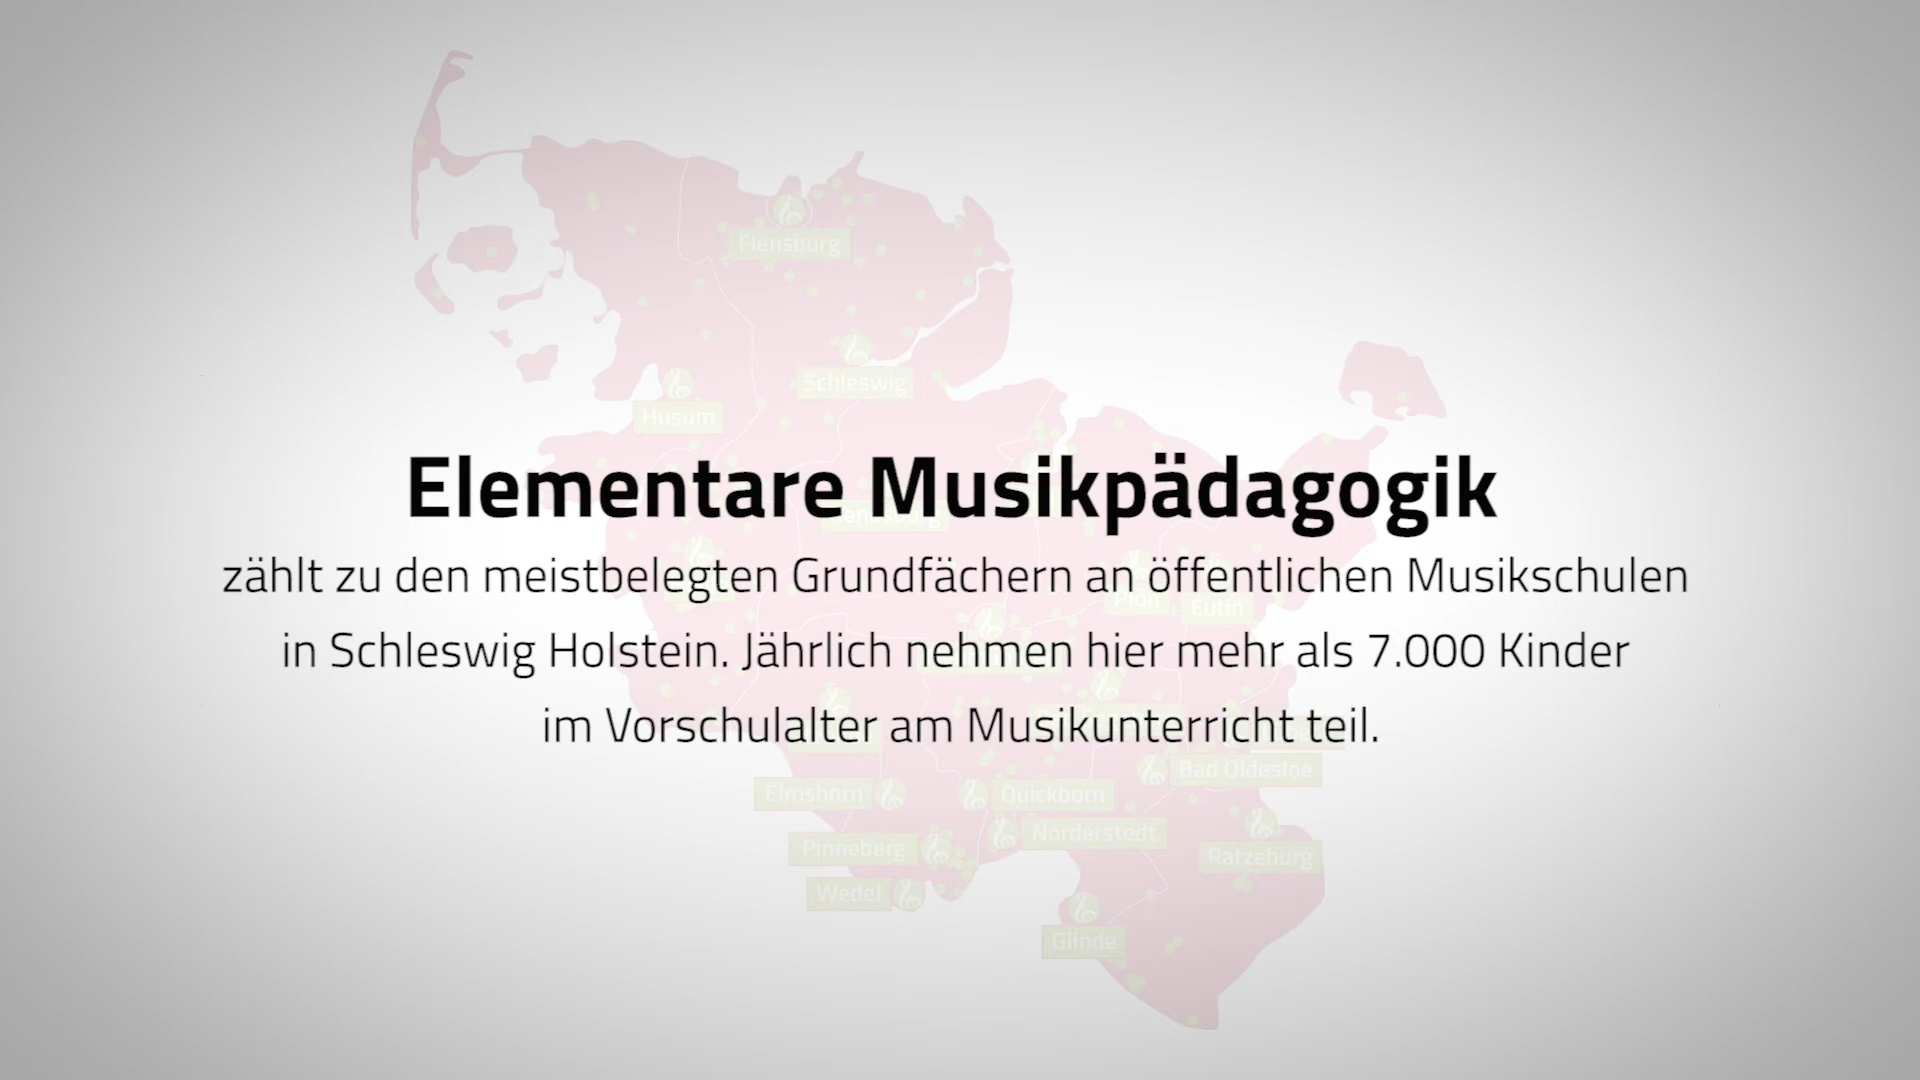 Flensburg
Schleswig
Husum
Elementare Musikpädagogik
Rendsburg
zählt zu den meistbelegten Grundfächern an öffentlichen Musikschulen
Plön
Eutin
in Schleswig Holstein. Jährlich nehmen hier mehr als 7.000 Kinder
im Vorschulalter am Musikunterricht teil.
Bad Oldesloe
Elmshorn
Quickborn
Norderstedt
Pinneberg
Ratzeburg
Wedel
Glinde